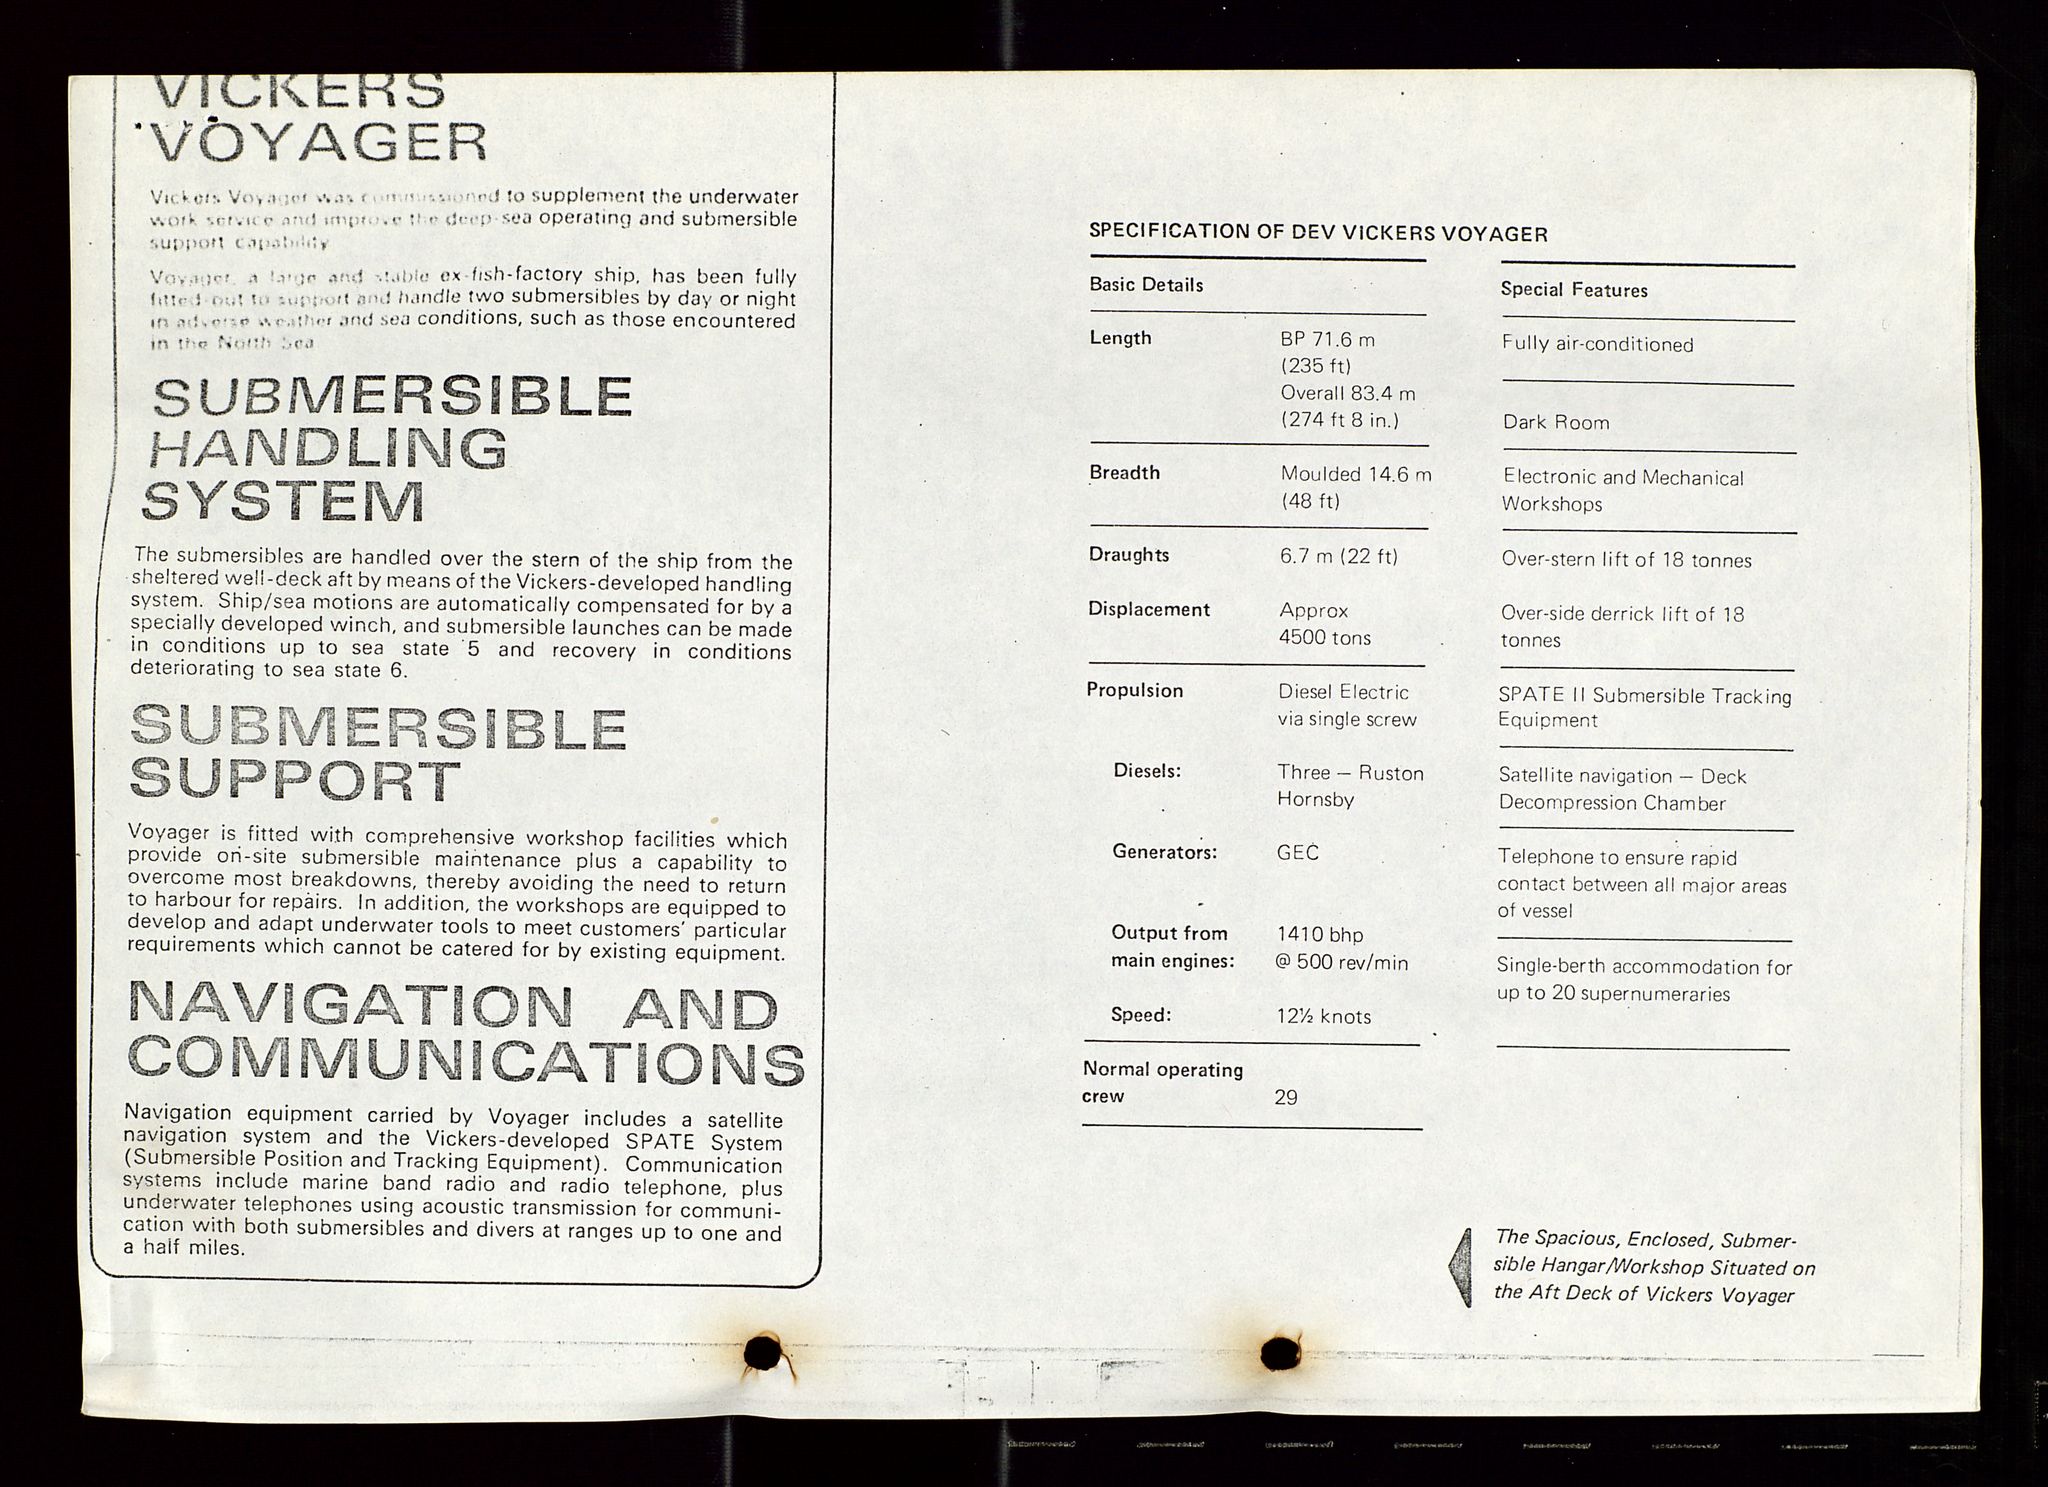 VICKERS
VOYAGER
Vickers Voyager was commissioned to supplement the underwater
work service and improve the deep-sea operating and submersible
support capability
Voyager, a large and stable ex-fish-factory ship, has been fully
fitted-out to support and handle two submersibles by day or night
in adverse weather and sea conditions, such as those encountered
in the North Sea
SUBMERSIBLE
HANDLING
SYSTEM
The submersibles are handled over the stern of the ship from the
sheltered well-deck aft by means of the Vickers-developed handling
system. Ship/sea motions are automatically compensated for by a
specially developed winch, and submersible launches can be made
in conditions up to sea state 5 and recovery in conditions
deteriorating to sea state 6.
SUBMERSIBLE
SUPPORT
Voyager is fitted with comprehensive workshop facilities which
provide on-site submersible maintenance plus a capability to
overcome most breakdowns, thereby avoiding the need to return
to harbour for repairs. In addition, the workshops are equipped to
develop and adapt underwater tools to meet customers' particular
requirements which cannot be catered for by existing equipment.
NAVIGATION AND
COMMUNICATIONS
Navigation equipment carried by Voyager includes a satellite
navigation system and the Vickers-developed SPATE System
(Submersible Position and Tracking Equipment). Communication
systems include marine band radio and radio telephone, plus
underwater telephones using acoustic transmission for communi-
cation with both submersibles and divers at ranges up to one and
a half miles.
SPECIFICATION OF DEV VICKERS VOYAGER
Basic Details
Length BP 71.6 m
(235 ft)
Overall 83.4 m
(274 ft 8 in.)
Breadth Moulded 14.6 m
(48 ft)
Draughts 6.7 m (22 ft)
Displacement Approx
4500 tons
Propulsion Diesel Electric
via single screw
Diesels: Three – Ruston
Hornsby
Generators: GEC
Output from 1410 bhp
main engines: @ 500 rev/min
Speed: 12½ knots
Normal operating
crew 29
Special Features
Fully air-conditioned
Dark Room
Electronic and Mechanical
Workshops
Over-stern lift of 18 tonnes
Over-side derrick lift of 18
tonnes
SPATE II Submersible Tracking
Equipment
Satellite navigation – Deck
Decompression Chamber
Telephone to ensure rapid
contact between all major areas
of vessel
Single-berth accommodation for
up to 20 supernumeraries
The Spacious, Enclosed, Submer-
sible Hangar/Workshop Situated on
the Aft Deck of Vickers Voyager